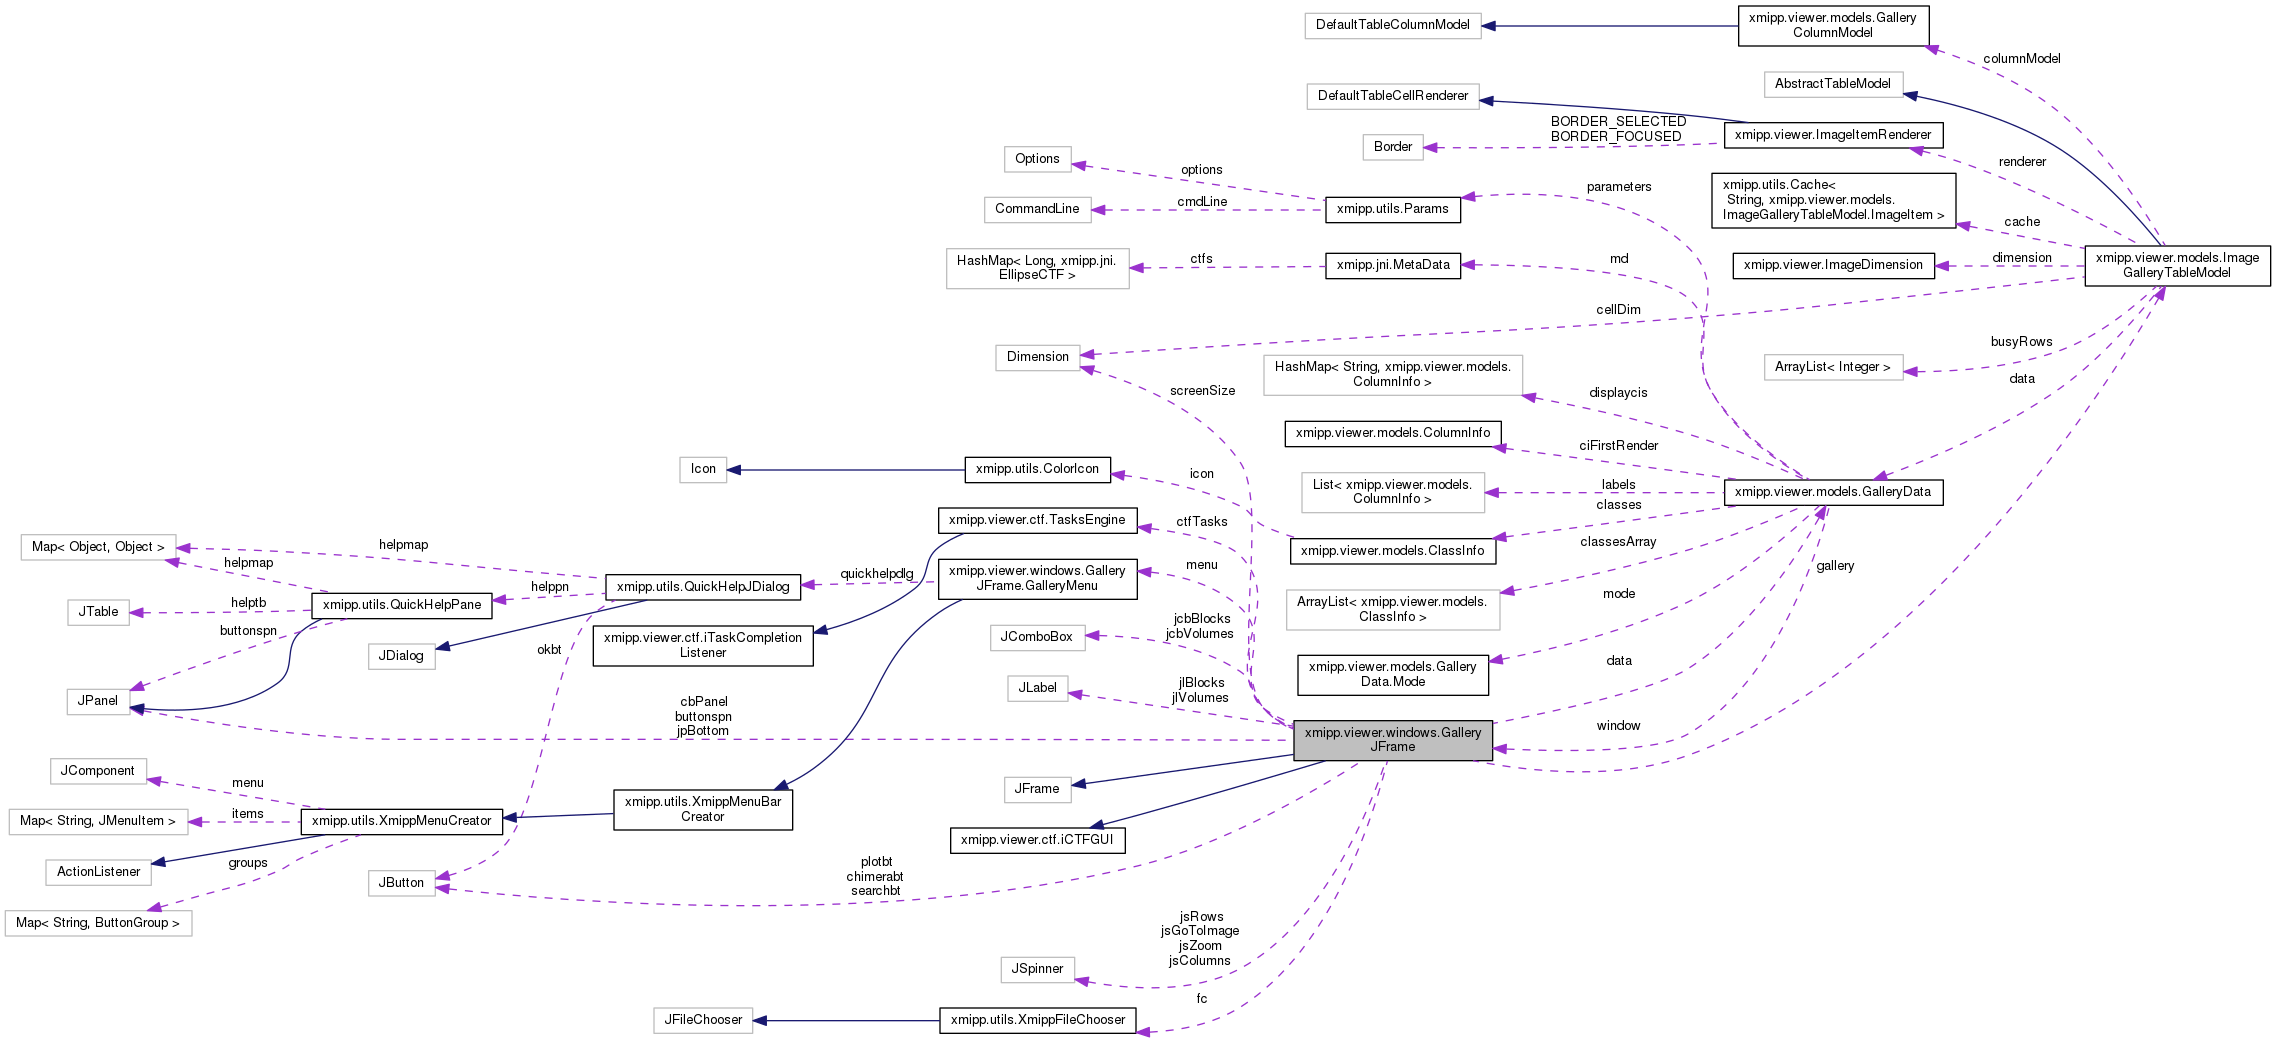 DefaultTableColumnModel
xmipp.viewer.models.Gallery
ColumnModel
columnModel
AbstractTableModel
DefaultTableCellRenderer
BORDER_SELECTED
BORDER_FOCUSED
xmipp.viewer.ImageItemRenderer
Border
Options
options
parameters
renderer
xmipp.utils.Cache<
String, xmipp.viewer.models.
ImageGalleryTableModel.ImageItem >
CommandLine
cmdLine
xmipp.utils.Params
cache
HashMap< Long, xmipp.jni.
EllipseCTF >
ctfs
xmipp.jni.MetaData
md
xmipp.viewer.ImageDimension
dimension
xmipp.viewer.models.Image
GalleryTableModel
cellDim
Dimension
screenSize
HashMap< String, xmipp.viewer.models.
ColumnInfo >
displaycis
ArrayList< Integer >
busyRows
data
xmipp.viewer.models.ColumnInfo
ciFirstRender
Icon
xmipp.utils.ColorIcon
icon
List< xmipp.viewer.models.
ColumnInfo >
labels
xmipp.viewer.models.GalleryData
classes
xmipp.viewer.ctf.TasksEngine
ctfTasks
xmipp.viewer.models.ClassInfo
classesArray
Map< Object, Object >
helpmap
helpmap
xmipp.utils.QuickHelpJDialog
quickhelpdlg
xmipp.viewer.windows.Gallery
JFrame.GalleryMenu
menu
gallery
helppn
JTable
helptb
xmipp.utils.QuickHelpPane
ArrayList< xmipp.viewer.models.
ClassInfo >
mode
buttonspn
xmipp.viewer.ctf.iTaskCompletion
Listener
JComboBox
jcbBlocks
jcbVolumes
JDialog
okbt
xmipp.viewer.models.Gallery
Data.Mode
data
JPanel
cbPanel
buttonspn
jpBottom
JLabel
jlBlocks
jlVolumes
xmipp.viewer.windows.Gallery
JFrame
window
JComponent
menu
JFrame
Map< String, JMenuItem >
items
xmipp.utils.XmippMenuCreator
xmipp.utils.XmippMenuBar
Creator
xmipp.viewer.ctf.iCTFGUI
ActionListener
groups
JButton
plotbt
chimerabt
searchbt
Map< String, ButtonGroup >
jsRows
jsGoToImage
jsZoom
jsColumns
JSpinner
fc
JFileChooser
xmipp.utils.XmippFileChooser